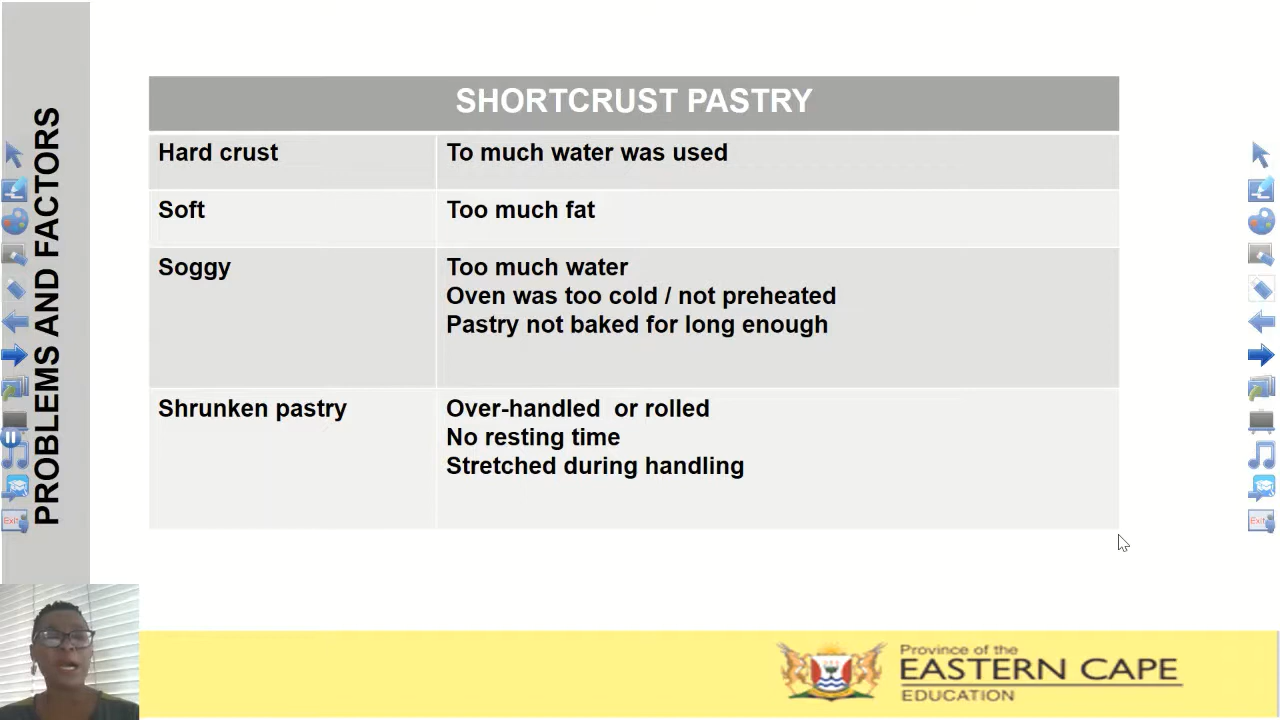 PROBLEMS AND FACTORS
SHORTCRUST PASTRY
Hard crust
To much water was used
Soft
Too much fat
Soggy
Too much water
Oven was too cold / not preheated
Pastry not baked for long enough
Shrunken pastry
Over-handled or rolled
No resting time
Stretched during handling
Exit
Exit
Province of the
EASTERN CAPE
EDUCATION